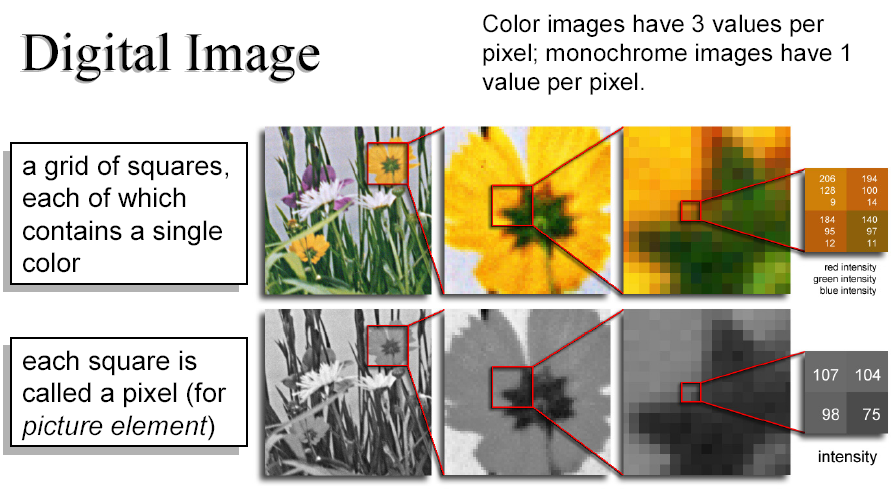 Digital Image
Color images have 3 values per
pixel; monochrome images have 1
value per pixel.
a grid of squares,
each of which
contains a single
color
206 194
128 100
9 14
184 140
95 97
12 11
red intensity
green intensity
blue intensity
each square is
called a pixel (for
picture element)
107 104
98 75
intensity